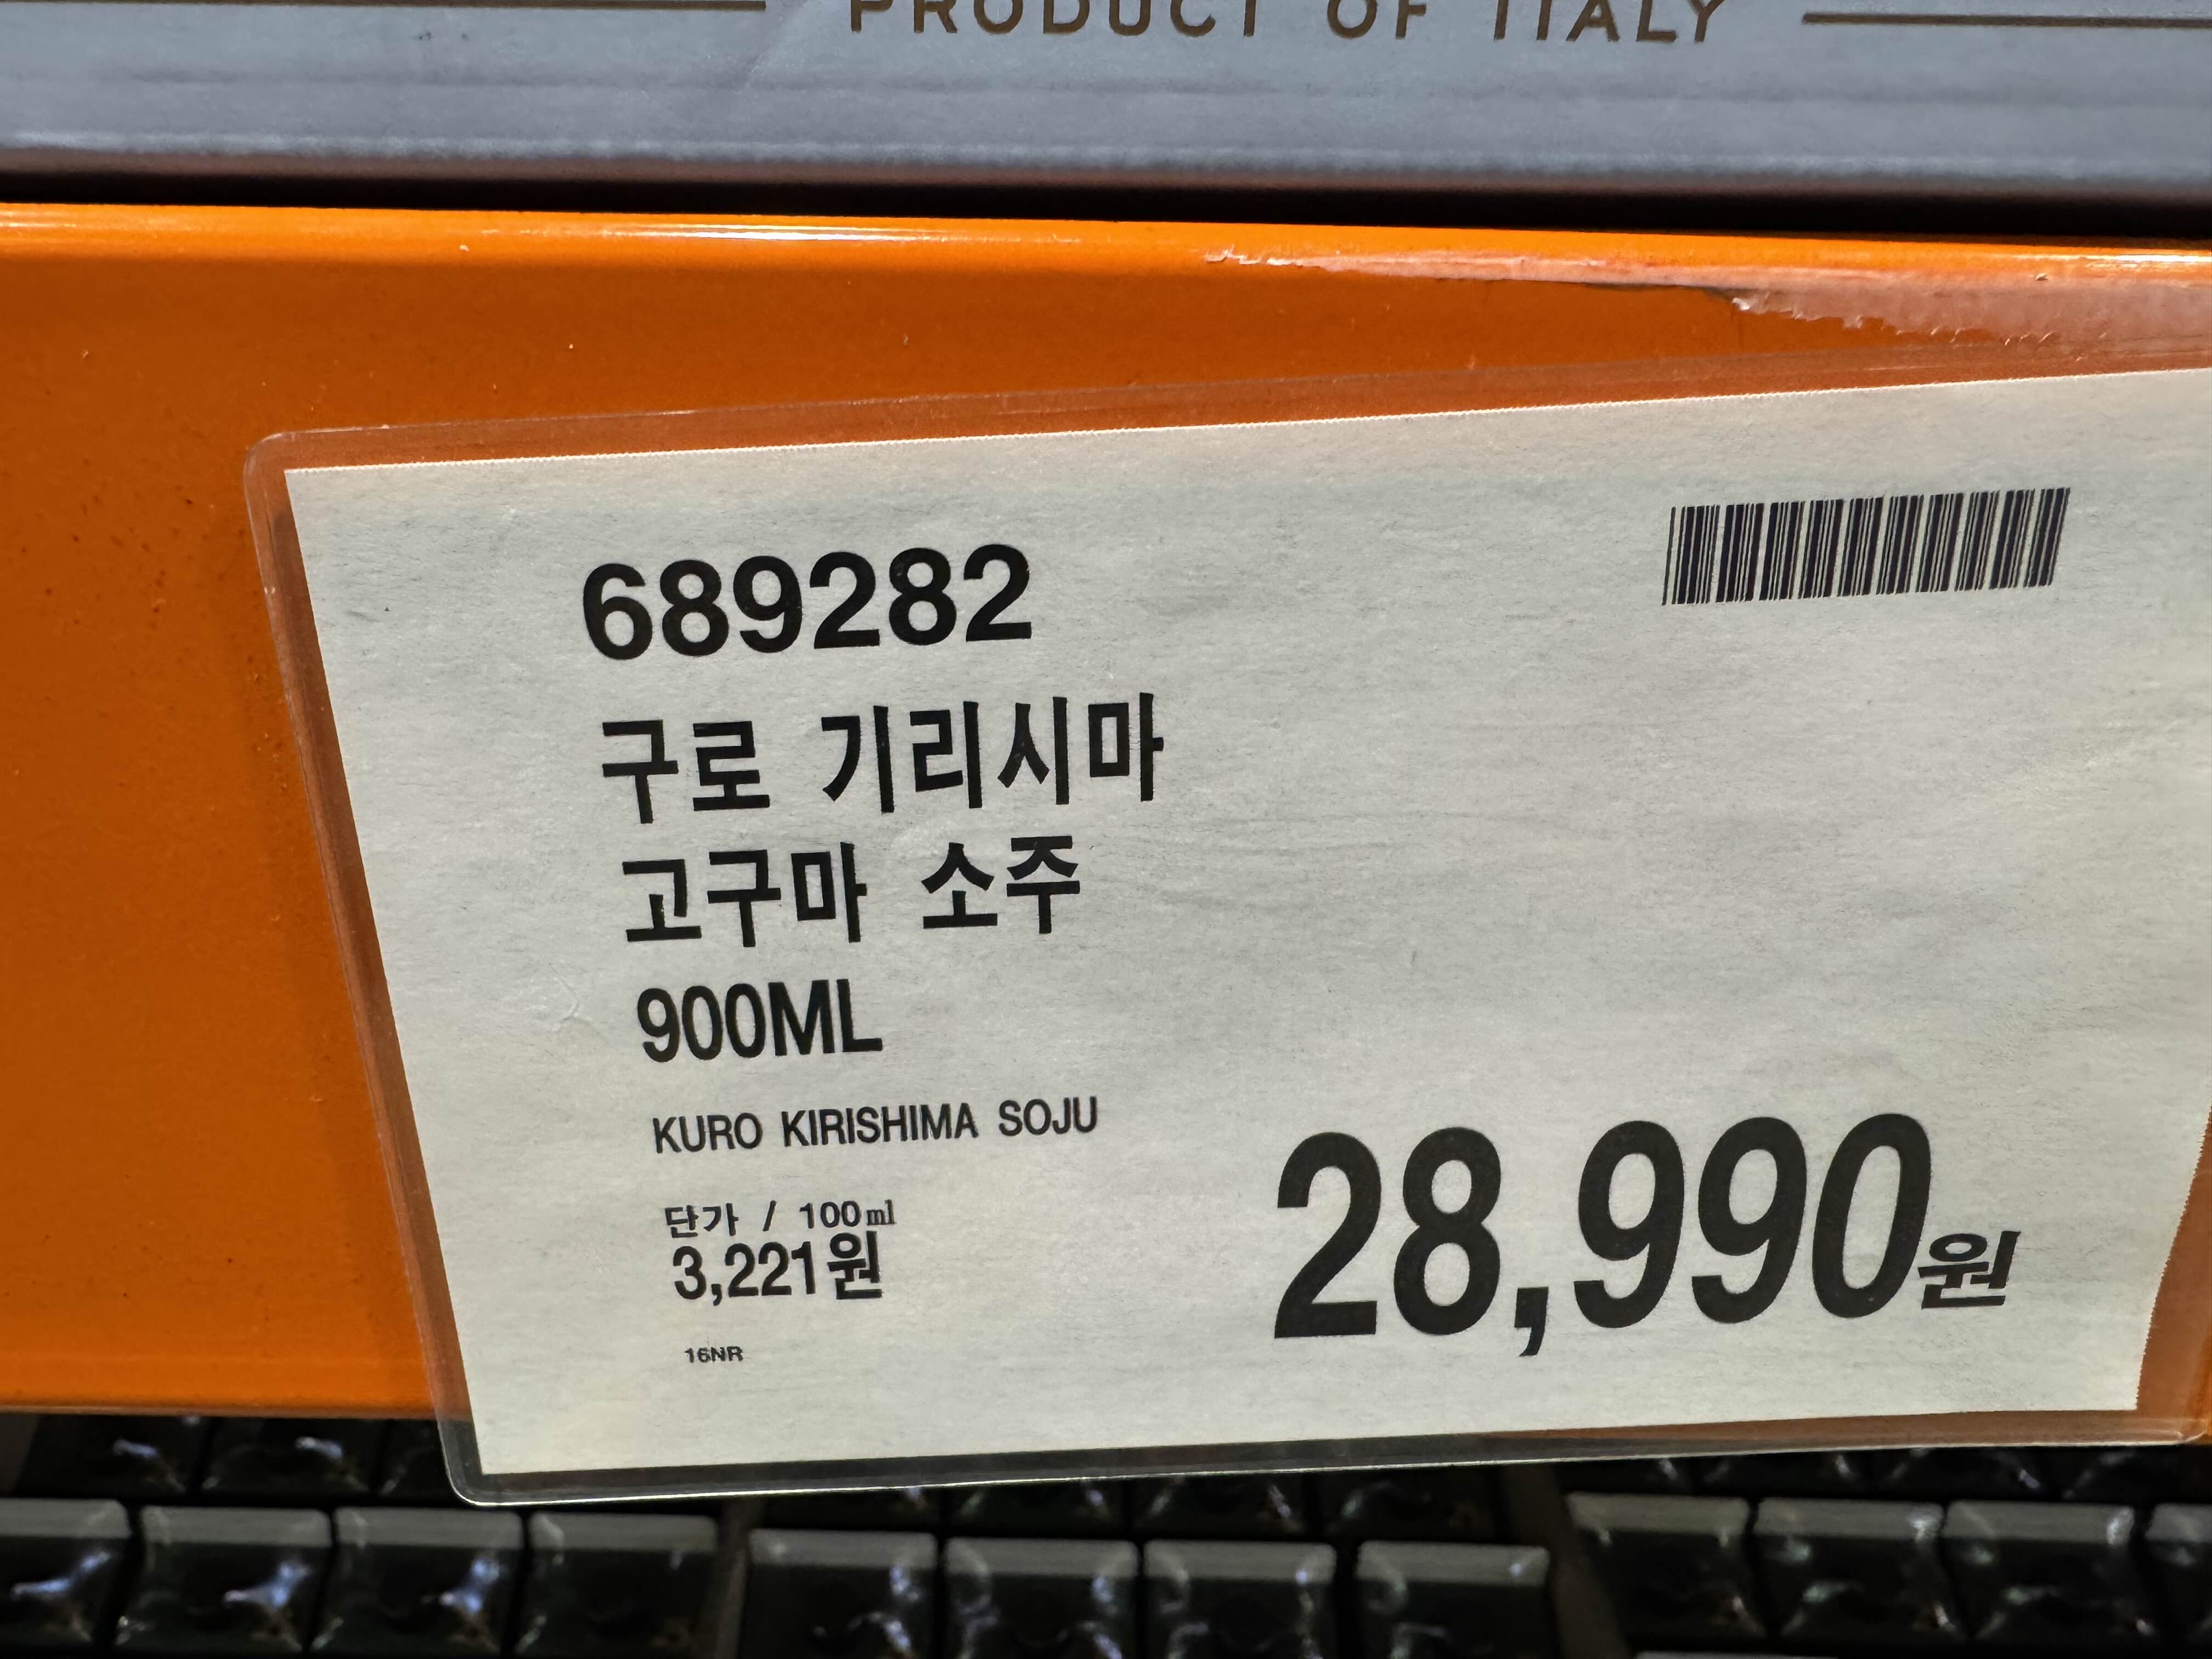 PRODUCT OF ITALY
689282
구로 기리시마
고구마 소주
900ML
KURO KIRISHIMA SOJU
단가 / 100㎖
3,221원
28,990원
16NR